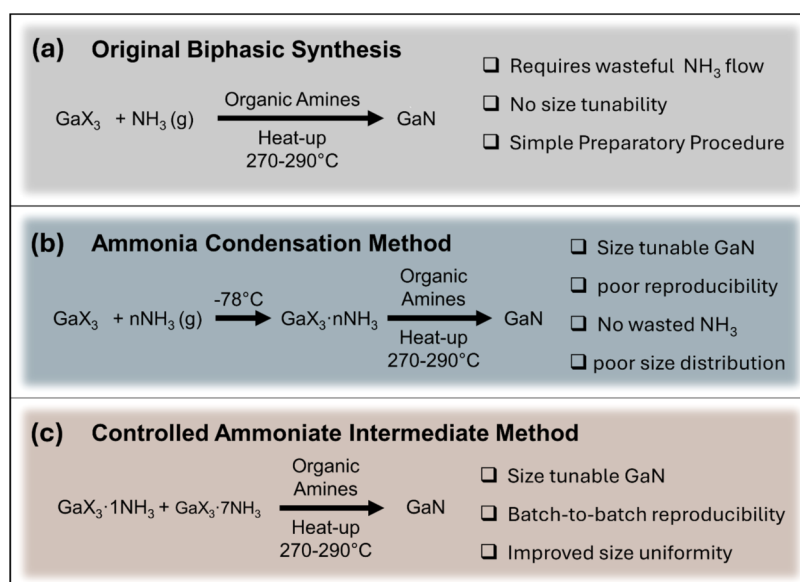 (a) Original Biphasic Synthesis
GaX₃ + NH₃ (g)
Organic Amines
Heat-up
270-290°C
GaN
❑ Requires wasteful NH₃ flow
❑ No size tunability
❑ Simple Preparatory Procedure
(b) Ammonia Condensation Method
GaX₃ + nNH₃ (g)
-78°C
GaX₃·nNH₃
Organic
Amines
Heat-up
270-290°C
GaN
❑ Size tunable GaN
❑ poor reproducibility
❑ No wasted NH₃
❑ poor size distribution
(c) Controlled Ammoniate Intermediate Method
GaX₃·1NH₃ + GaX₃·7NH₃
Organic
Amines
Heat-up
270-290°C
GaN
❑ Size tunable GaN
❑ Batch-to-batch reproducibility
❑ Improved size uniformity